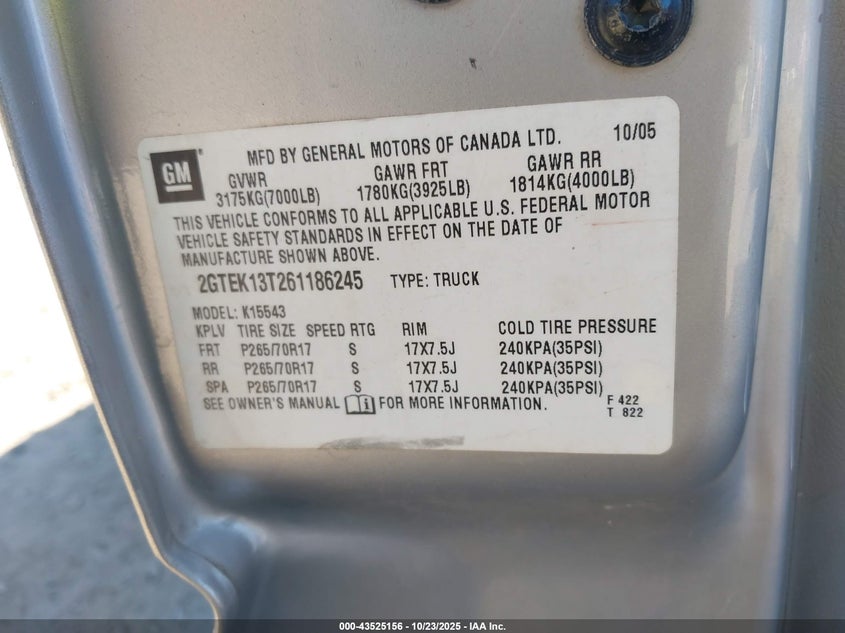 GM
MFD BY GENERAL MOTORS OF CANADA LTD. 10/05
GVWR GAWR FRT GAWR RR
3175KG(7000LB) 1780KG(3925LB) 1814KG(4000LB)
THIS VEHICLE CONFORMS TO ALL APPLICABLE U.S. FEDERAL MOTOR
VEHICLE SAFETY STANDARDS IN EFFECT ON THE DATE OF
MANUFACTURE SHOWN ABOVE.
2GTEK13T261186245 TYPE: TRUCK
MODEL: K15543
KPLV TIRE SIZE SPEED RTG RIM COLD TIRE PRESSURE
FRT P265/70R17 S 17X7.5J 240KPA(35PSI)
RR P265/70R17 S 17X7.5J 240KPA(35PSI)
SPA P265/70R17 S 17X7.5J 240KPA(35PSI)
SEE OWNER'S MANUAL FOR MORE INFORMATION.
F 422
T 822
000-43525156 - 10/23/2025 - IAA Inc.